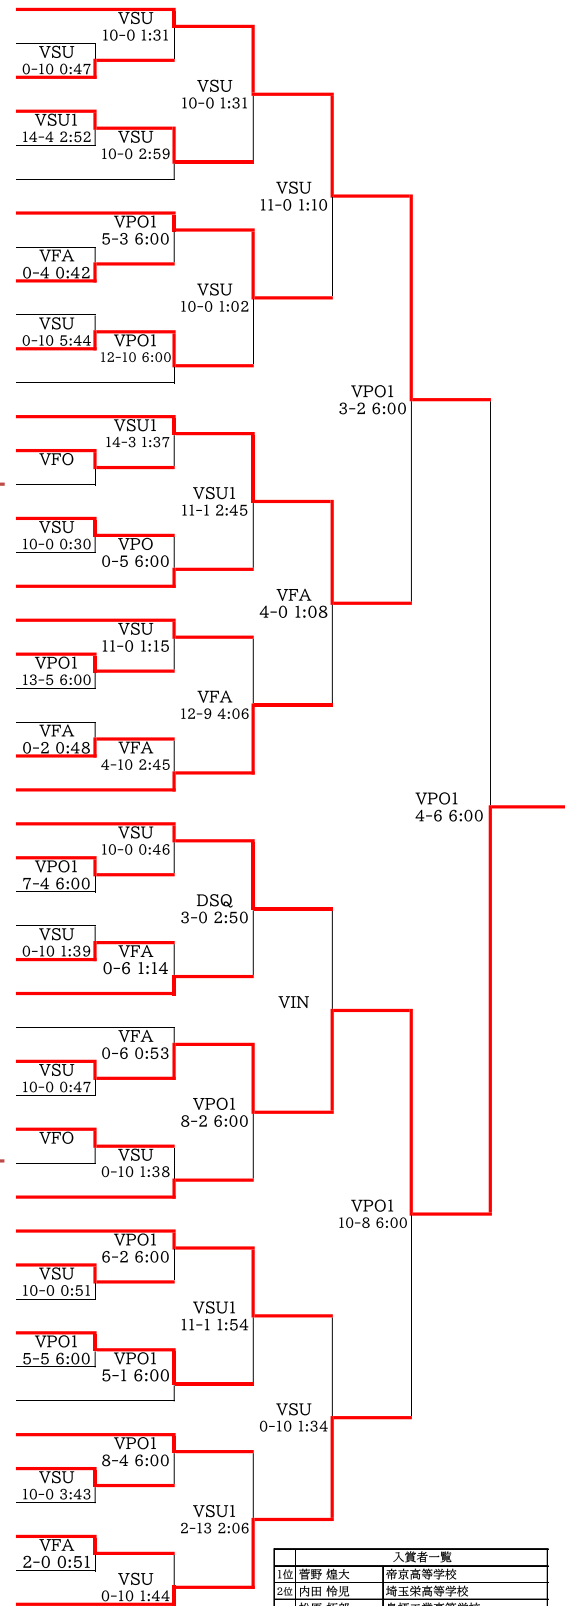 VSU
10-0 1:31
VSU
0-10 0:47
VSU
10-0 1:31
VSU1
14-4 2:52
VSU
10-0 2:59
VSU
11-0 1:10
VPO1
5-3 6:00
VFA
0-4 0:42
VSU
10-0 1:02
VSU
0-10 5:44
VPO1
12-10 6:00
VPO1
3-2 6:00
VSU1
14-3 1:37
VFO
VSU1
11-1 2:45
VSU
10-0 0:30
VPO
0-5 6:00
VFA
4-0 1:08
VSU
11-0 1:15
VPO1
13-5 6:00
VFA
12-9 4:06
VFA
0-2 0:48
VFA
4-10 2:45
VPO1
4-6 6:00
VSU
10-0 0:46
VPO1
7-4 6:00
DSQ
3-0 2:50
VSU
0-10 1:39
VFA
0-6 1:14
VIN
VFA
0-6 0:53
VSU
10-0 0:47
VPO1
8-2 6:00
VFO
VSU
0-10 1:38
VPO1
10-8 6:00
VPO1
6-2 6:00
VSU
10-0 0:51
VSU1
11-1 1:54
VPO1
5-5 6:00
VPO1
5-1 6:00
VSU
0-10 1:34
VPO1
8-4 6:00
VSU
10-0 3:43
VSU1
2-13 2:06
VFA
2-0 0:51
VSU
0-10 1:44
入賞者一覧
1位 菅野 煌大 帝京高等学校
2位 内田 怜児 埼玉栄高等学校